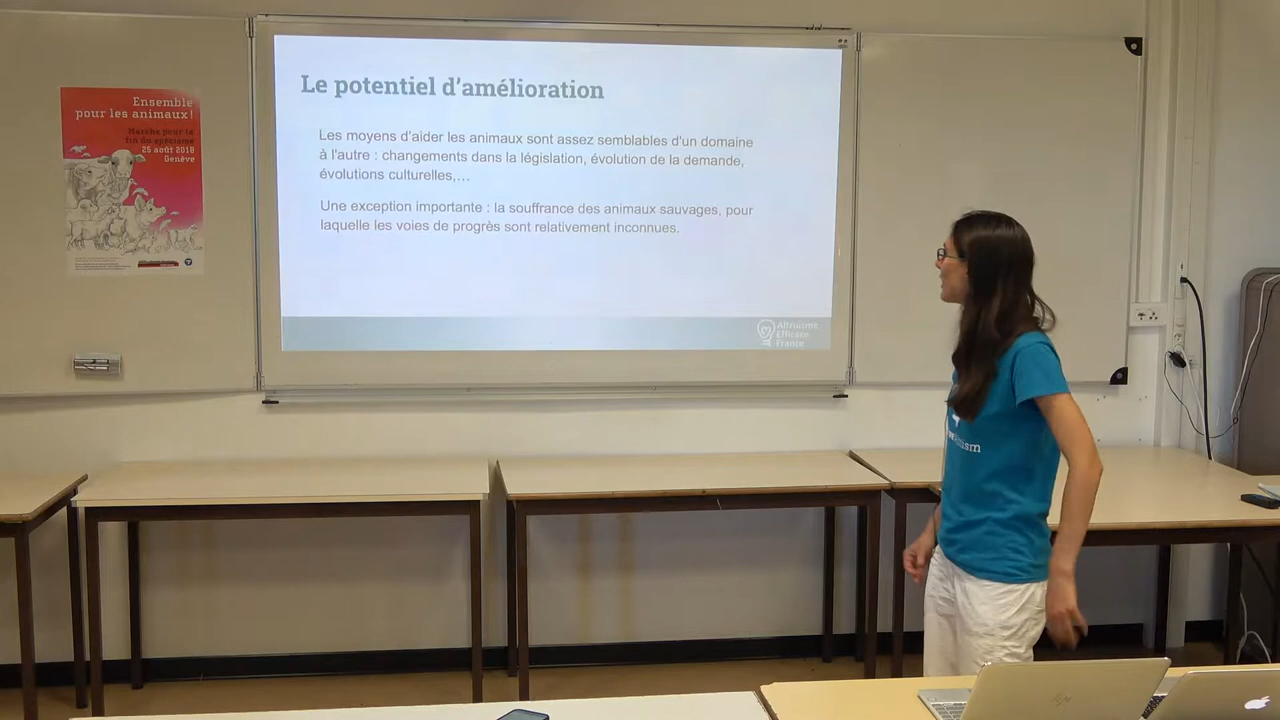 Ensemble
pour les animaux!
Marche pour la
fin du spécisme
25 août 2018
Genève
Le potentiel d'amélioration
Les moyens d'aider les animaux sont assez semblables d'un domaine
à l'autre : changements dans la législation, évolution de la demande,
évolutions culturelles,…
Une exception importante : la souffrance des animaux sauvages, pour
laquelle les voies de progrès sont relativement inconnues.
Altruisme
Efficace
France